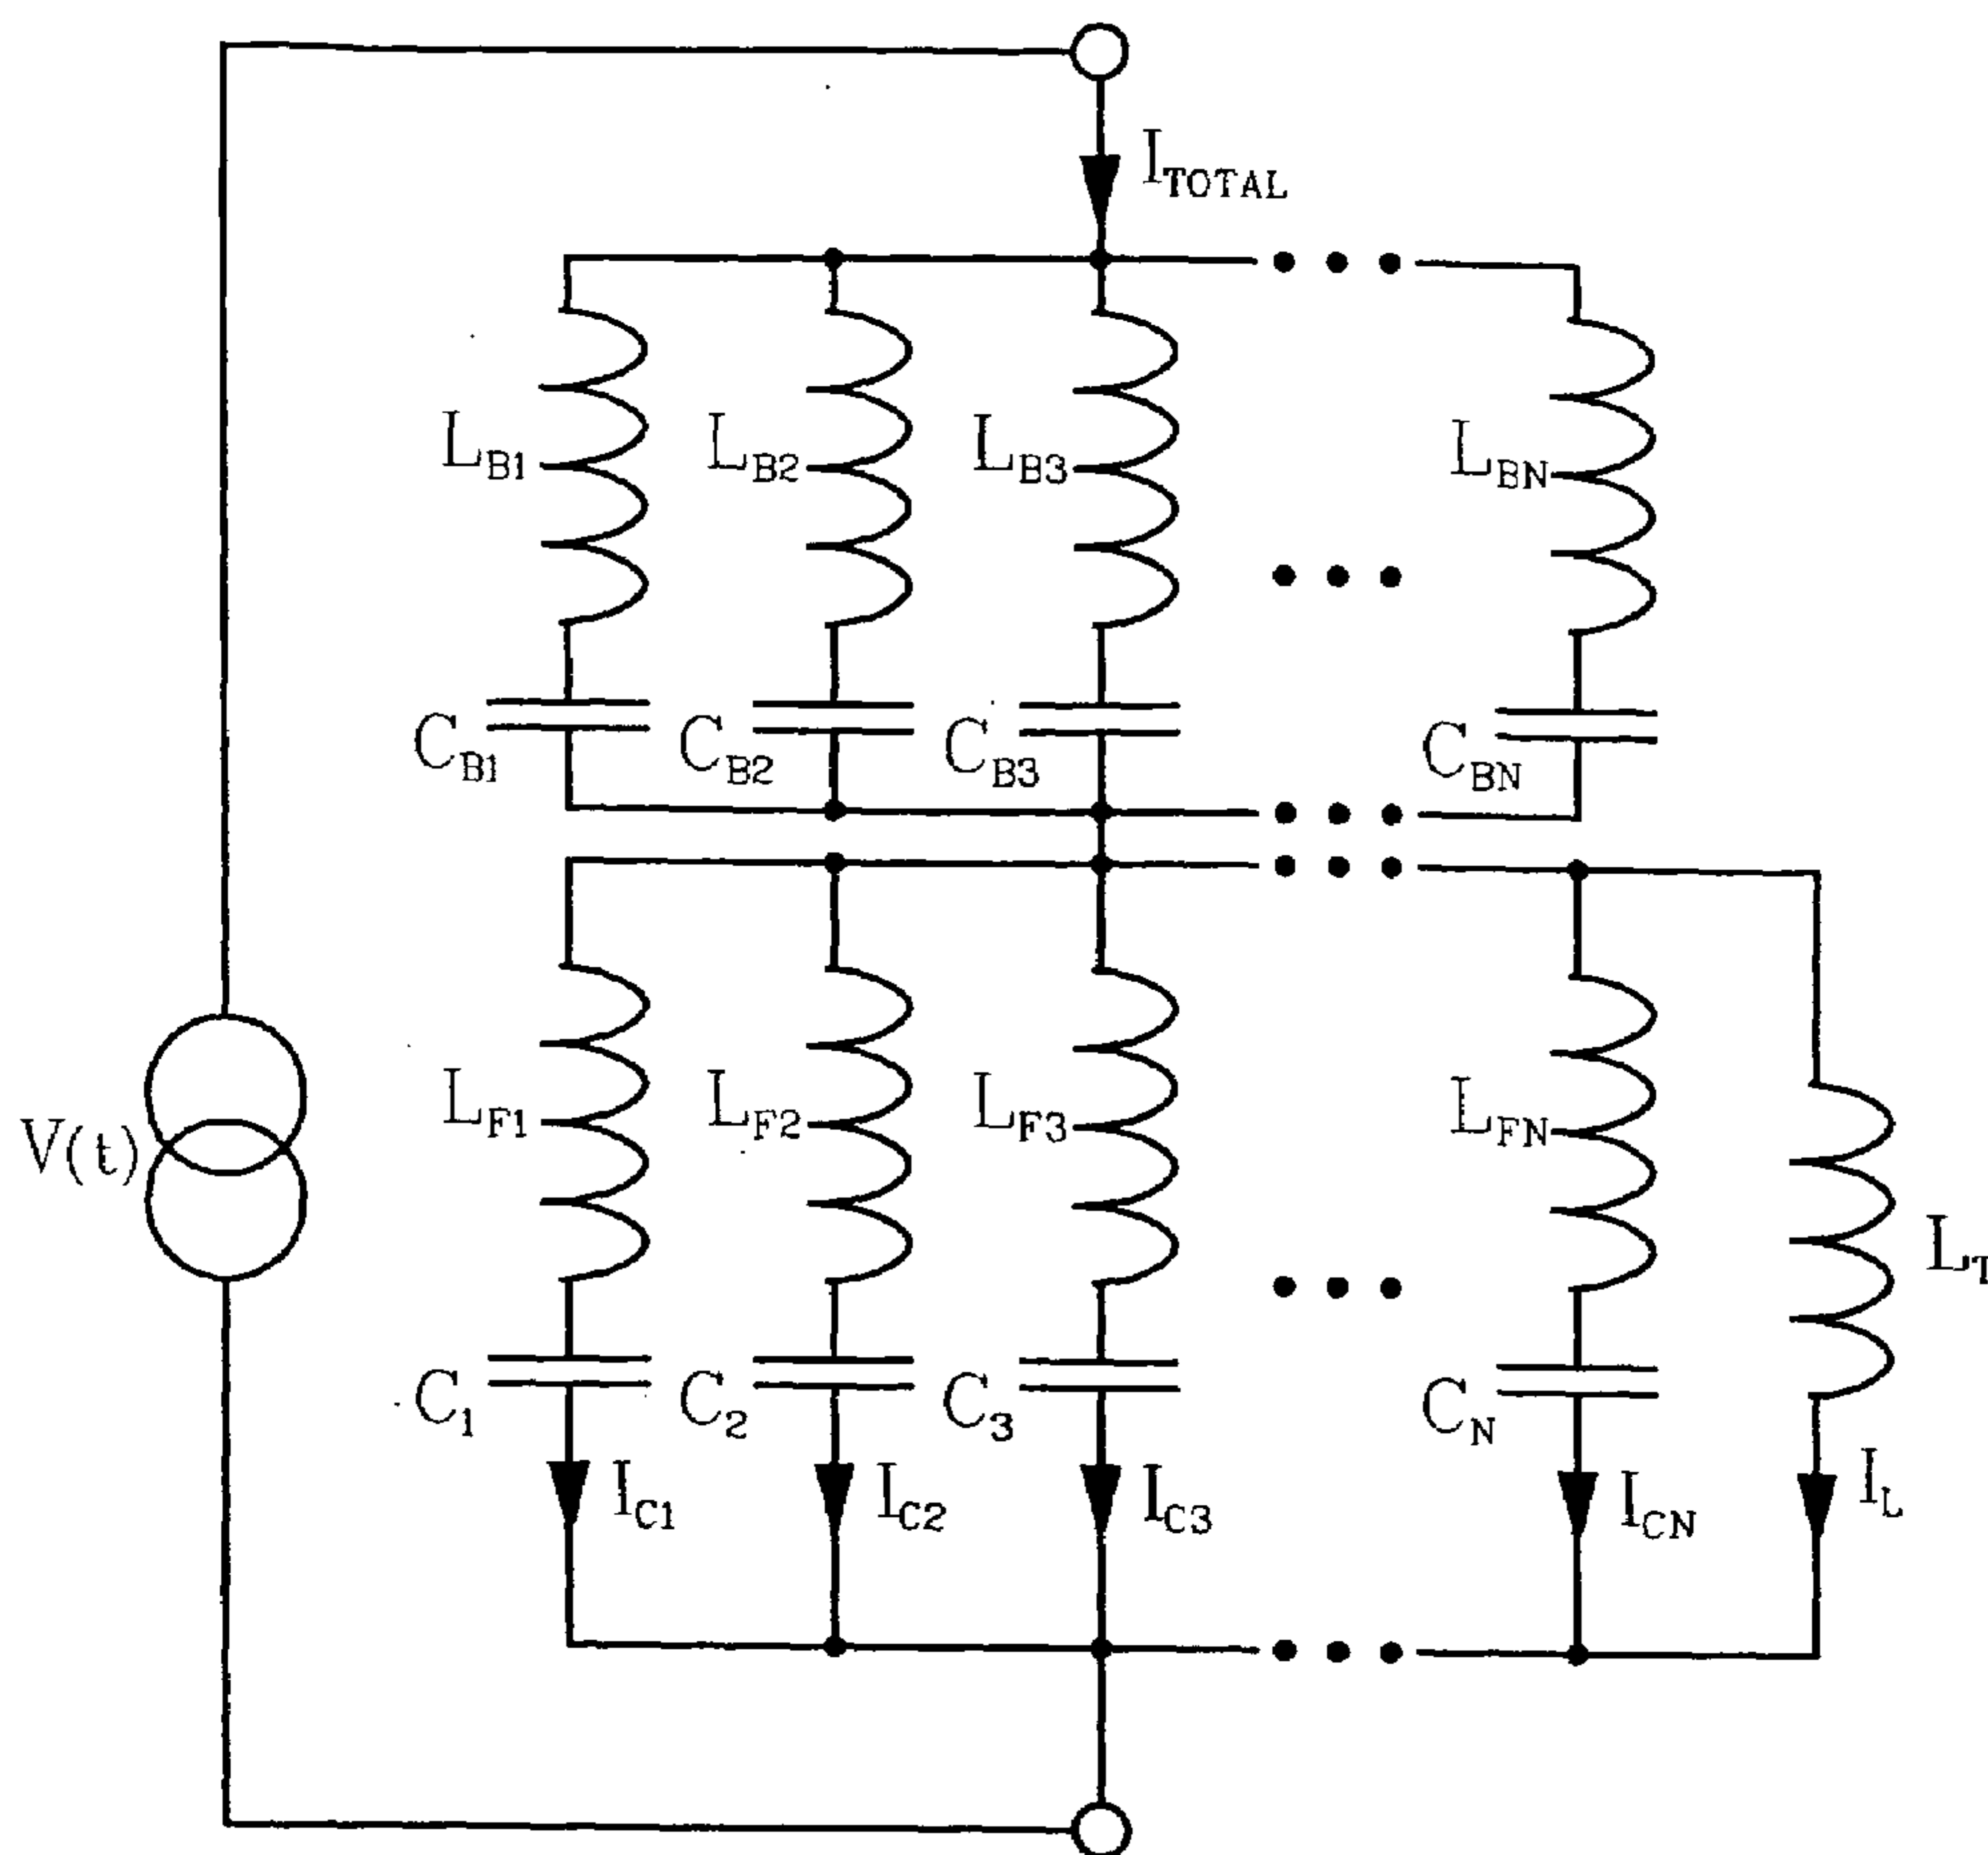 I_TOTAL
L_B1 L_B2 L_B3 L_BN
C_B1 C_B2 C_B3 C_BN
V(t)
L_F1 L_F2 L_F3 L_FN
L_T
C_1 C_2 C_3 C_N
I_C1 I_C2 I_C3 I_CN I_L